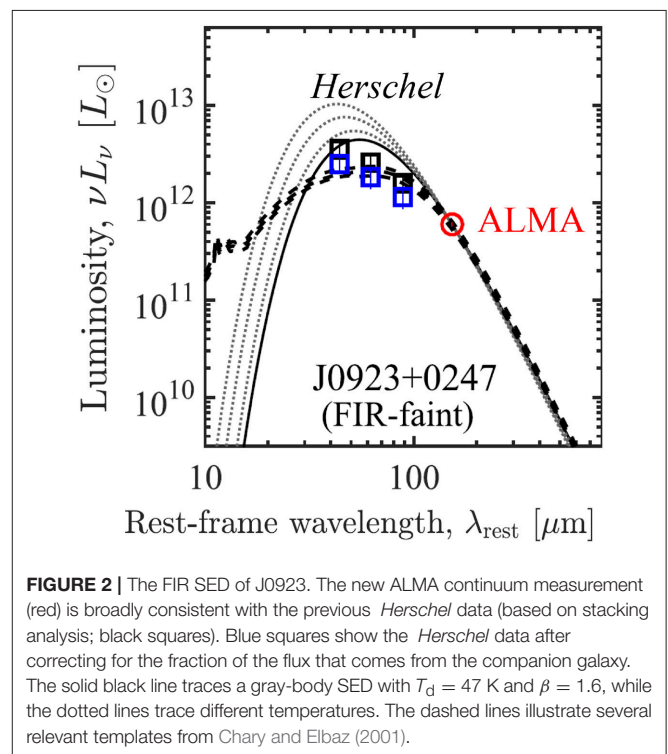 Luminosity, νL_ν [L_⊙]
10^13
10^12
10^11
10^10
Herschel
ALMA
J0923+0247
(FIR-faint)
10
100
Rest-frame wavelength, λ_rest [μm]
FIGURE 2 | The FIR SED of J0923. The new ALMA continuum measurement
(red) is broadly consistent with the previous Herschel data (based on stacking
analysis; black squares). Blue squares show the Herschel data after
correcting for the fraction of the flux that comes from the companion galaxy.
The solid black line traces a gray-body SED with T_d = 47 K and β = 1.6, while
the dotted lines trace different temperatures. The dashed lines illustrate several
relevant templates from Chary and Elbaz (2001).